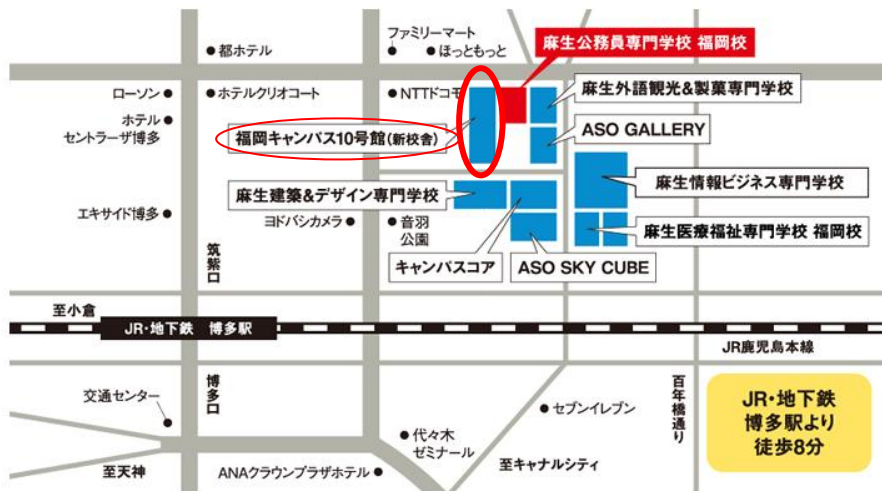 ファミリーマート
●都ホテル
●ほっともっと
麻生公務員専門学校 福岡校
ローソン●
●ホテルクリオコート
●NTTドコモ
麻生外語観光&製菓専門学校
ホテル●
セントラーザ博多
福岡キャンパス10号館(新校舎)
ASO GALLERY
麻生建築&デザイン専門学校
麻生情報ビジネス専門学校
エキサイド博多●
ヨドバシカメラ●
●音羽
公園
麻生医療福祉専門学校 福岡校
筑紫口
キャンパスコア
ASO SKY CUBE
至小倉
JR・地下鉄 博多駅
JR鹿児島本線
博多口
百年橋通り
交通センター
●セブンイレブン
JR・地下鉄
博多駅より
徒歩8分
●代々木
ゼミナール
至天神
ANAクラウンプラザホテル●
至キャナルシティ